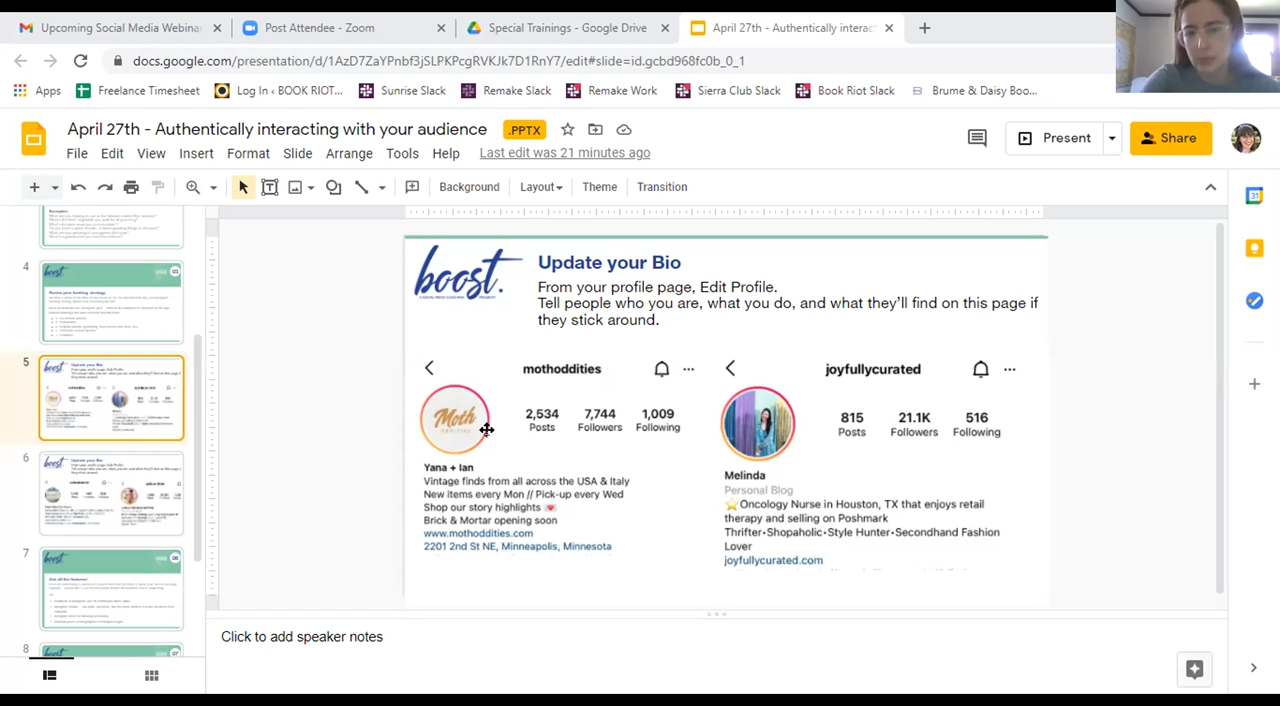 Upcoming Social Media Webinar
Post Attendee - Zoom
Special Trainings - Google Drive
April 27th - Authentically interact
docs.google.com/presentation/d/1AzD7ZaYPnbf3jSLPKPcgRVKJk7D1RnY7/edit#slide=id.gcbd968fc0b_0_1
Apps
Freelance Timesheet
Log In ‹ BOOK RIOT...
Sunrise Slack
Remake Slack
Remake Work
Sierra Club Slack
Book Riot Slack
Brume & Daisy Boo...
April 27th - Authentically interacting with your audience
.PPTX
File Edit View Insert Format Slide Arrange Tools Help Last edit was 21 minutes ago
Present
Share
Background Layout Theme Transition
4
5
6
7
8
boost.
A SOCIAL MEDIA COACHING PROGRAM
Update your Bio
From your profile page, Edit Profile.
Tell people who you are, what you do, and what they'll find on this page if
they stick around.
mothoddities
2,535 7,744 1,009
Posts Followers Following
Yana + Ian
Vintage finds from all across the USA & Italy
New items every Mon // Pick-up every Wed
Shop our story highlights
Brick & Mortar opening soon
www.mothoddities.com
2201 2nd St NE, Minneapolis, Minnesota
joyfullycurated
815 21.1K 516
Posts Followers Following
Melinda
Personal Blog
⭐Oncology Nurse in Houston, TX that enjoys retail
therapy and selling on Poshmark
Thrifter•Shopaholic•Style Hunter•Secondhand Fashion
Lover
joyfullycurated.com
Click to add speaker notes